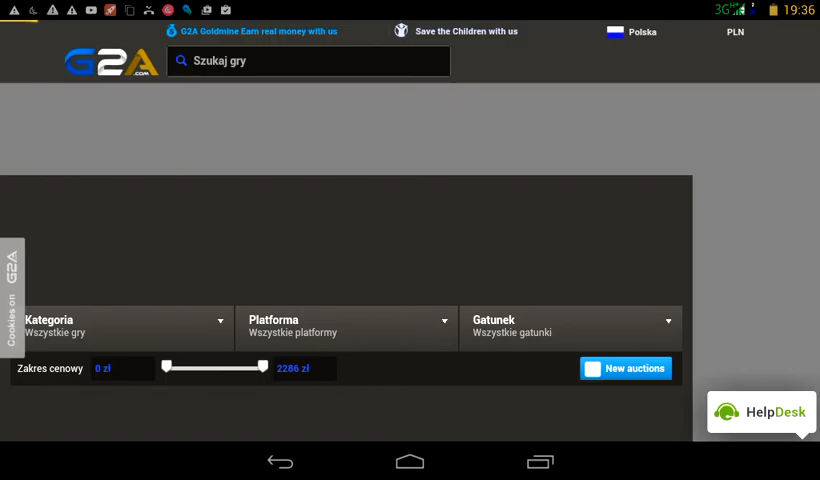 3G H+ 19:36
G2A Goldmine Earn real money with us
Save the Children with us
Polska
PLN
G2A.COM
Szukaj gry
Cookies on G2A
Kategoria
Wszystkie gry
Platforma
Wszystkie platformy
Gatunek
Wszystkie gatunki
Zakres cenowy 0 zł 2286 zł
New auctions
HelpDesk